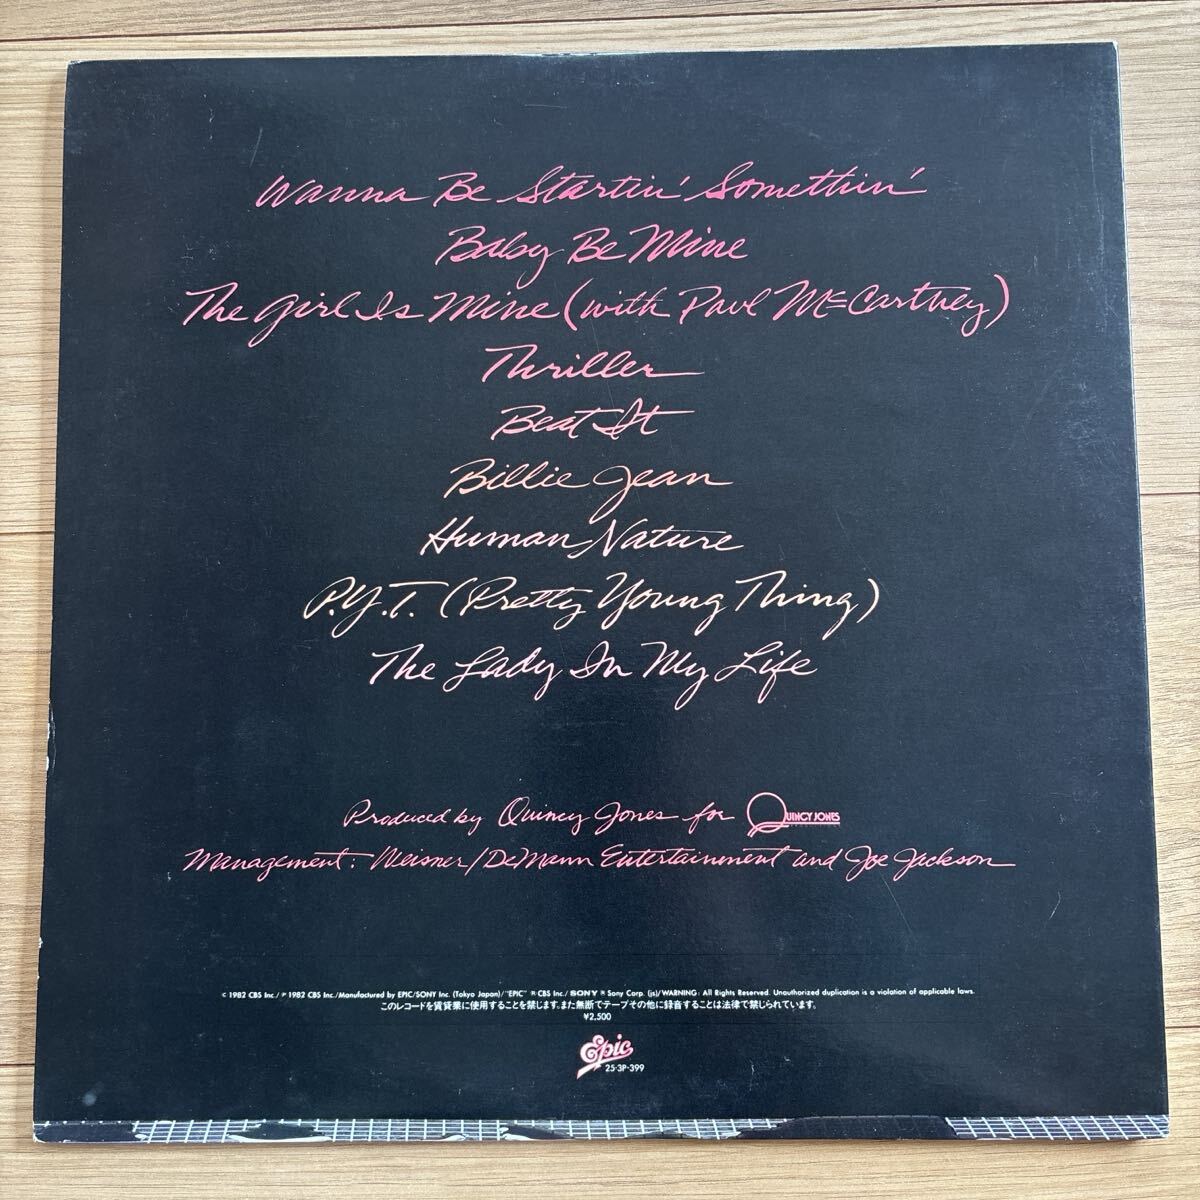 Wanna Be Startin' Somethin'
Baby Be Mine
The Girl Is Mine (with Paul McCartney)
Thriller
Beat It
Billie Jean
Human Nature
P.Y.T. (Pretty Young Thing)
The Lady In My Life
Produced by Quincy Jones for QUINCY JONES PRODUCTIONS
Management: Weisner/DeMann Entertainment and Joe Jackson
© 1982 CBS Inc./℗ 1982 CBS Inc./Manufactured by EPIC/SONY Inc. (Tokyo Japan)/"EPIC" ® CBS Inc./SONY ® Sony Corp. (js)/WARNING: All Rights Reserved. Unauthorized duplication is a violation of applicable laws.
このレコードを賃貸業に使用することを禁じます。また無断でテープその他に録音することは法律で禁じられています。
¥2,500
Epic
25·3P-399